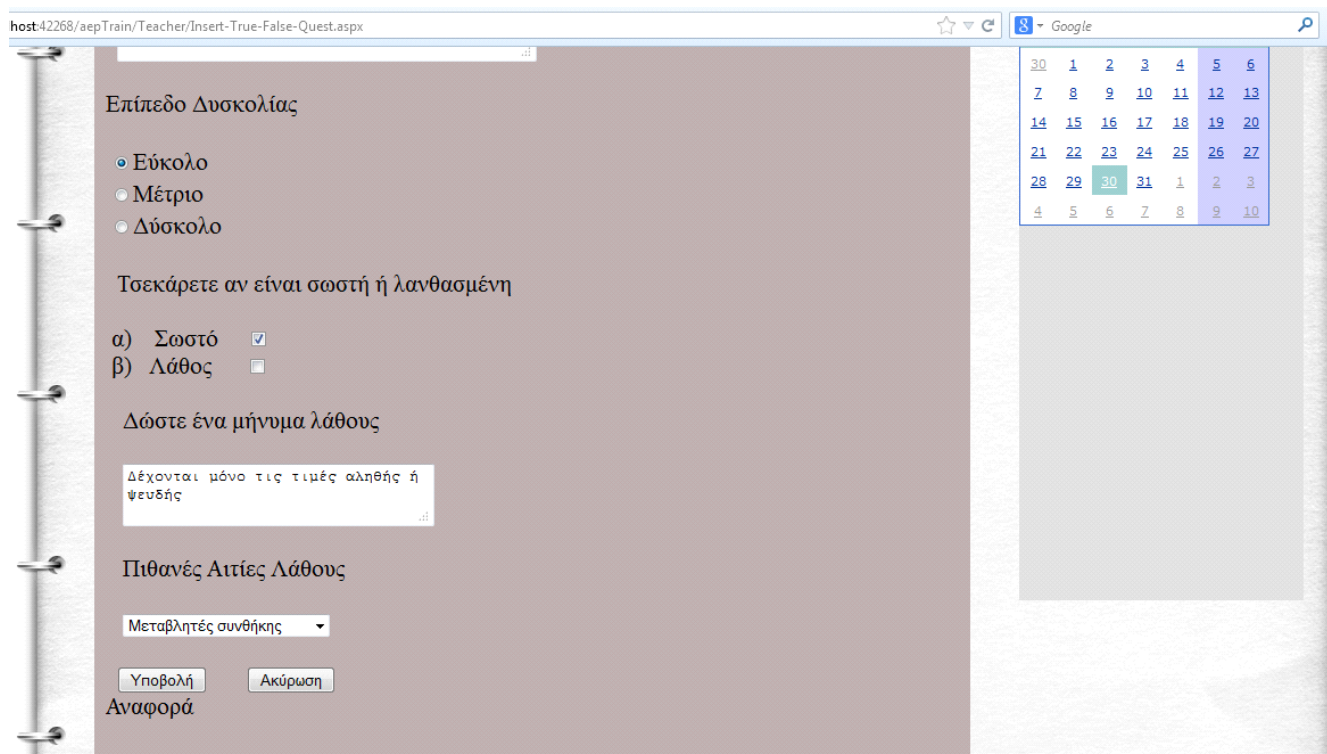 host:42268/aepTrain/Teacher/Insert-True-False-Quest.aspx
Google
30 1 2 3 4 5 6
7 8 9 10 11 12 13
14 15 16 17 18 19 20
21 22 23 24 25 26 27
28 29 30 31 1 2 3
4 5 6 7 8 9 10
Επίπεδο Δυσκολίας
Εύκολο
Μέτριο
Δύσκολο
Τσεκάρετε αν είναι σωστή ή λανθασμένη
α) Σωστό
β) Λάθος
Δώστε ένα μήνυμα λάθους
Δέχονται μόνο τις τιμές αληθής ή
ψευδής
Πιθανές Αιτίες Λάθους
Μεταβλητές συνθήκης
Υποβολή Ακύρωση
Αναφορά